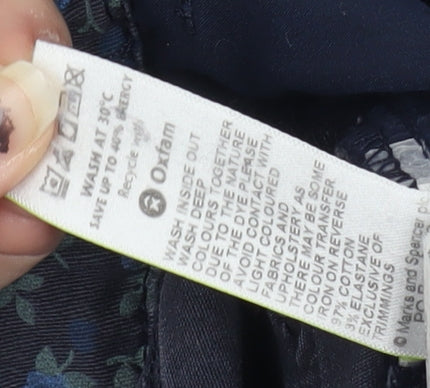 WASH AT 30°C
SAVE UP TO 40% ENERGY
Recycle with
Oxfam
WASH INSIDE OUT
WASH DEEP
COLOURS TOGETHER
DUE TO THE NATURE
OF THE DYE PLEASE
AVOID CONTACT WITH
LIGHT COLOURED
FABRICS AND
UPHOLSTERY AS
THERE MAY BE SOME
COLOUR TRANSFER
IRON ON REVERSE
97% COTTON
3% ELASTANE
EXCLUSIVE OF
TRIMMINGS
© Marks and Spencer p